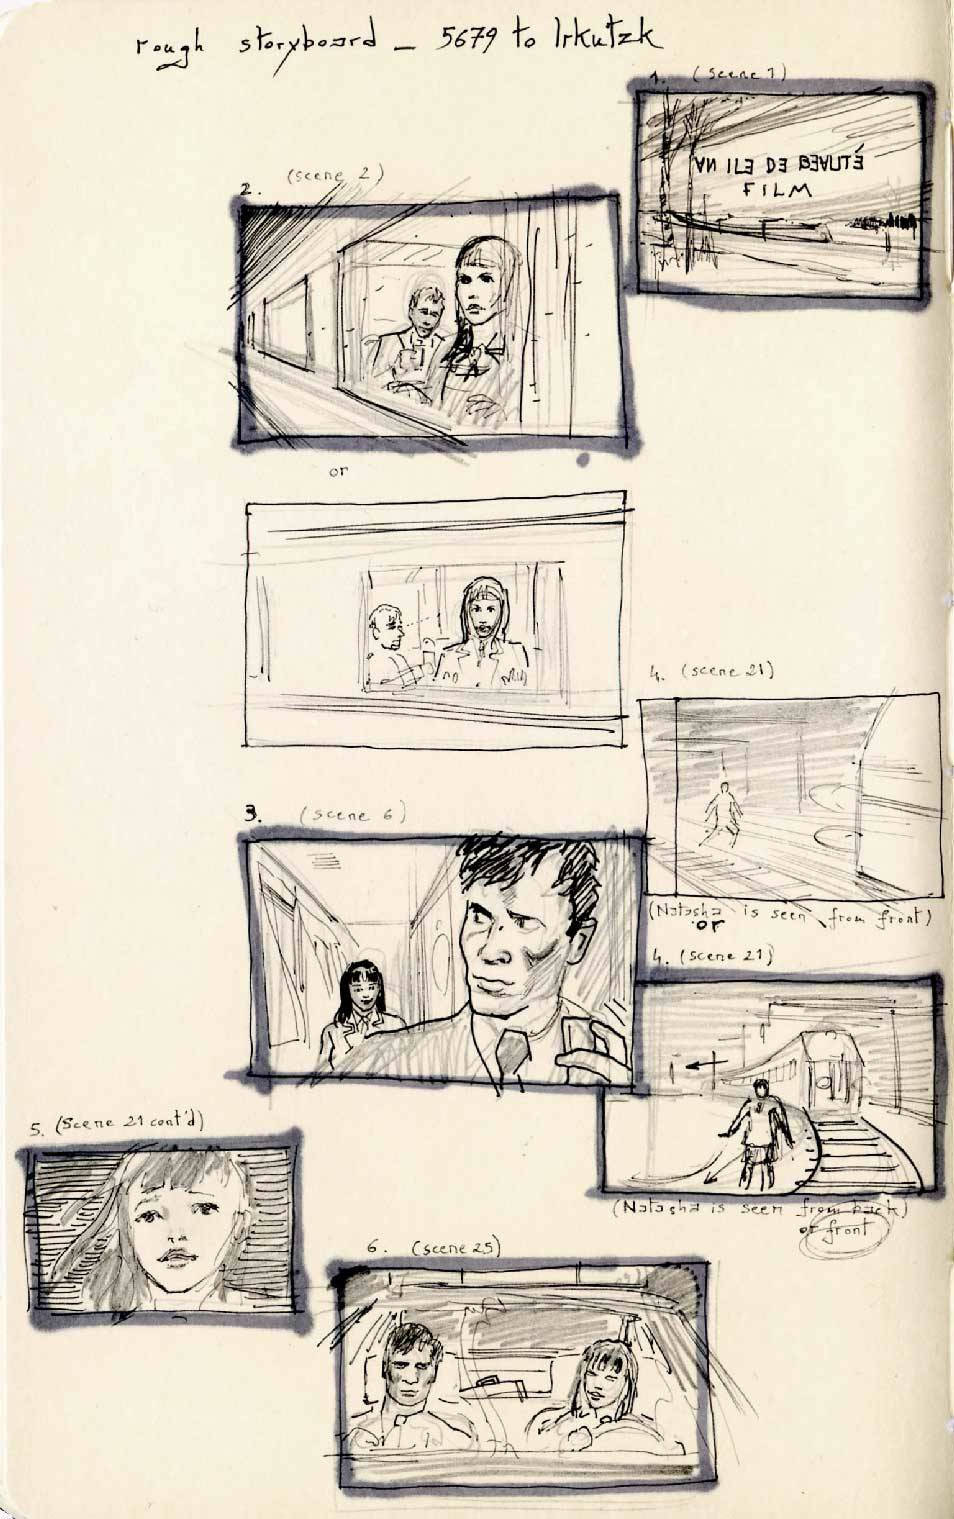 rough storyboard _ 5679 to Irkutzk
1. (scene 1)
UN ILE DE BEAUTÉ
FILM
2. (scene 2)
or
3. (scene 6)
4. (scene 21)
(Natasha is seen from front)
or
4. (scene 21)
(Natasha is seen from back)
or front
5. (scene 21 cont'd)
6. (scene 25)